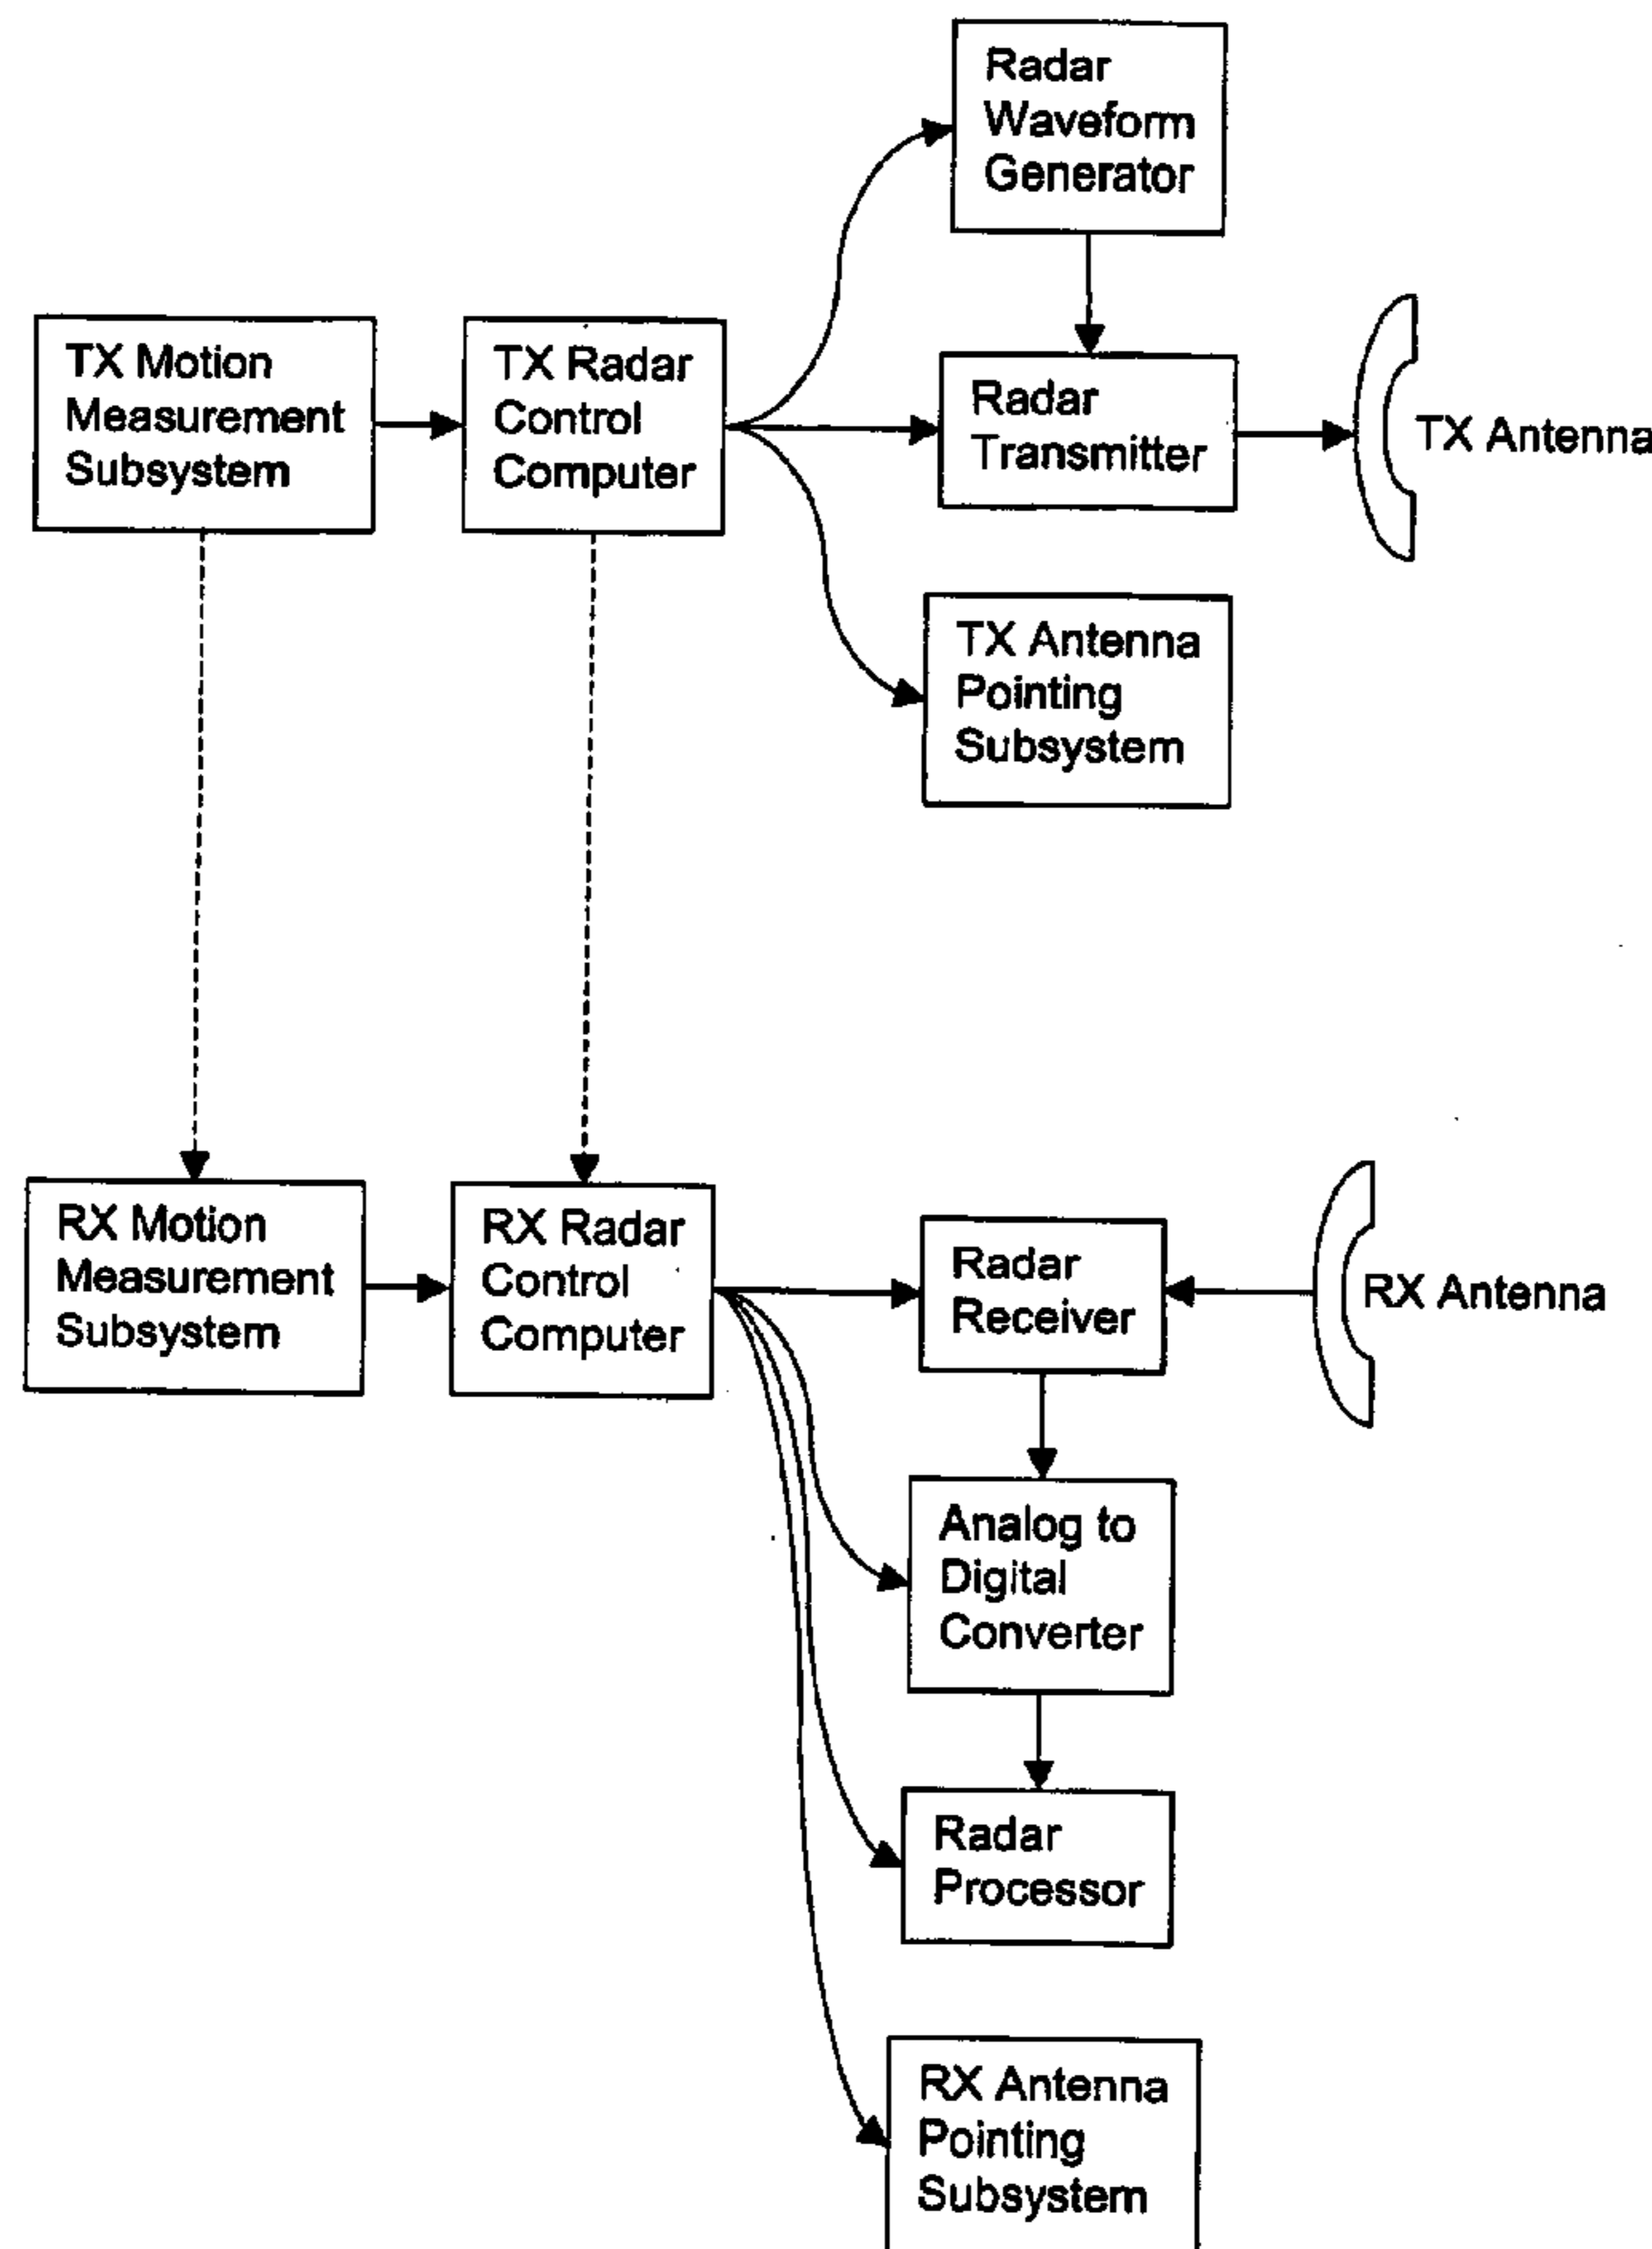 Radar
Waveform
Generator
TX Motion
Measurement
Subsystem
TX Radar
Control
Computer
Radar
Transmitter
TX Antenna
TX Antenna
Pointing
Subsystem
RX Motion
Measurement
Subsystem
RX Radar
Control
Computer
Radar
Receiver
RX Antenna
Analog to
Digital
Converter
Radar
Processor
RX Antenna
Pointing
Subsystem